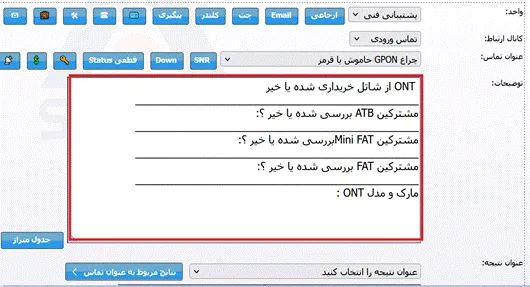 واحد:
پشتیبانی فنی
ارجاعی
Email
چت
کلندر
پیگیری
کانال ارتباط:
تماس ورودی
عنوان تماس:
چراغ GPON خاموش یا قرمز
SNR
Down
قطعی Status
توضیحات:
ONT از شاتل خریداری شده یا خیر
مشترکین ATB بررسی شده یا خیر ؟:
مشترکین Mini FATبررسی شده یا خیر ؟:
مشترکین FAT بررسی شده یا خیر ؟:
مارک و مدل ONT :
جدول متراژ
عنوان نتیجه:
عنوان نتیجه را انتخاب کنید
نتایج مربوط به عنوان تماس